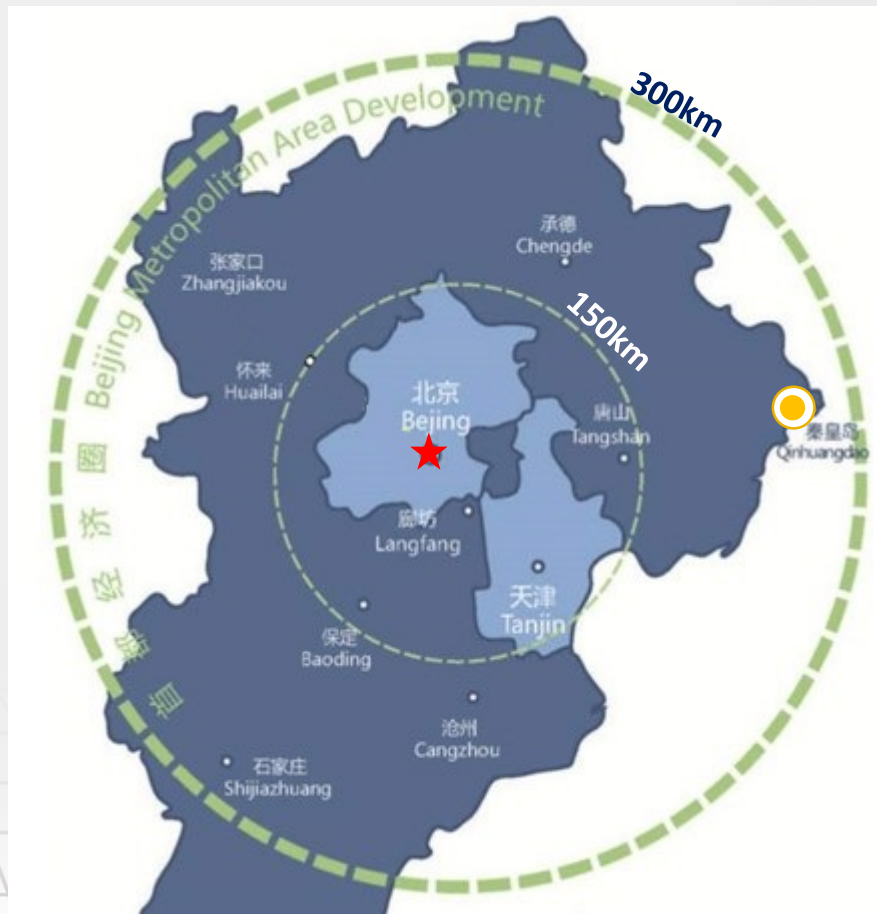 300km
Beijing Metropolitan Area Development
首都经济圈
承德
Chengde
张家口
Zhangjiakou
150km
怀来
Huailai
北京
Bejing
唐山
Tangshan
秦皇岛
Qinhuangdao
廊坊
Langfang
天津
Tanjin
保定
Baoding
沧州
Cangzhou
石家庄
Shijiazhuang